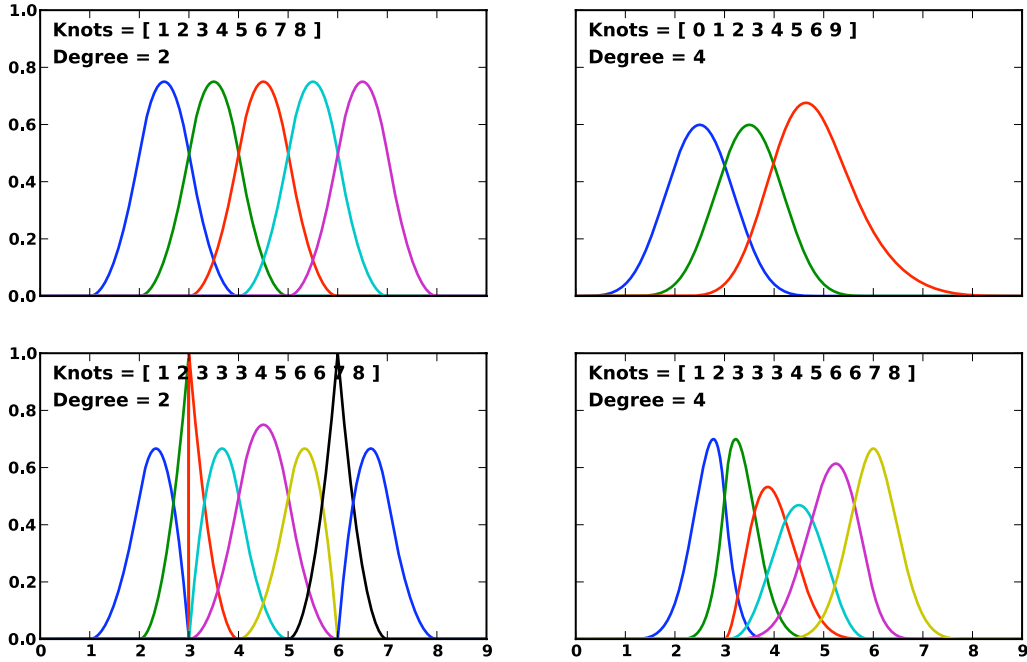 1.0
Knots = [ 1 2 3 4 5 6 7 8 ]
Degree = 2
0.8
0.6
0.4
0.2
0.0
Knots = [ 0 1 2 3 4 5 6 9 ]
Degree = 4
1.0
Knots = [ 1 2 3 3 3 4 5 6 6 7 8 ]
Degree = 2
0.8
0.6
0.4
0.2
0.0
0 1 2 3 4 5 6 7 8 9
Knots = [ 1 2 3 3 3 4 5 6 6 7 8 ]
Degree = 4
0 1 2 3 4 5 6 7 8 9